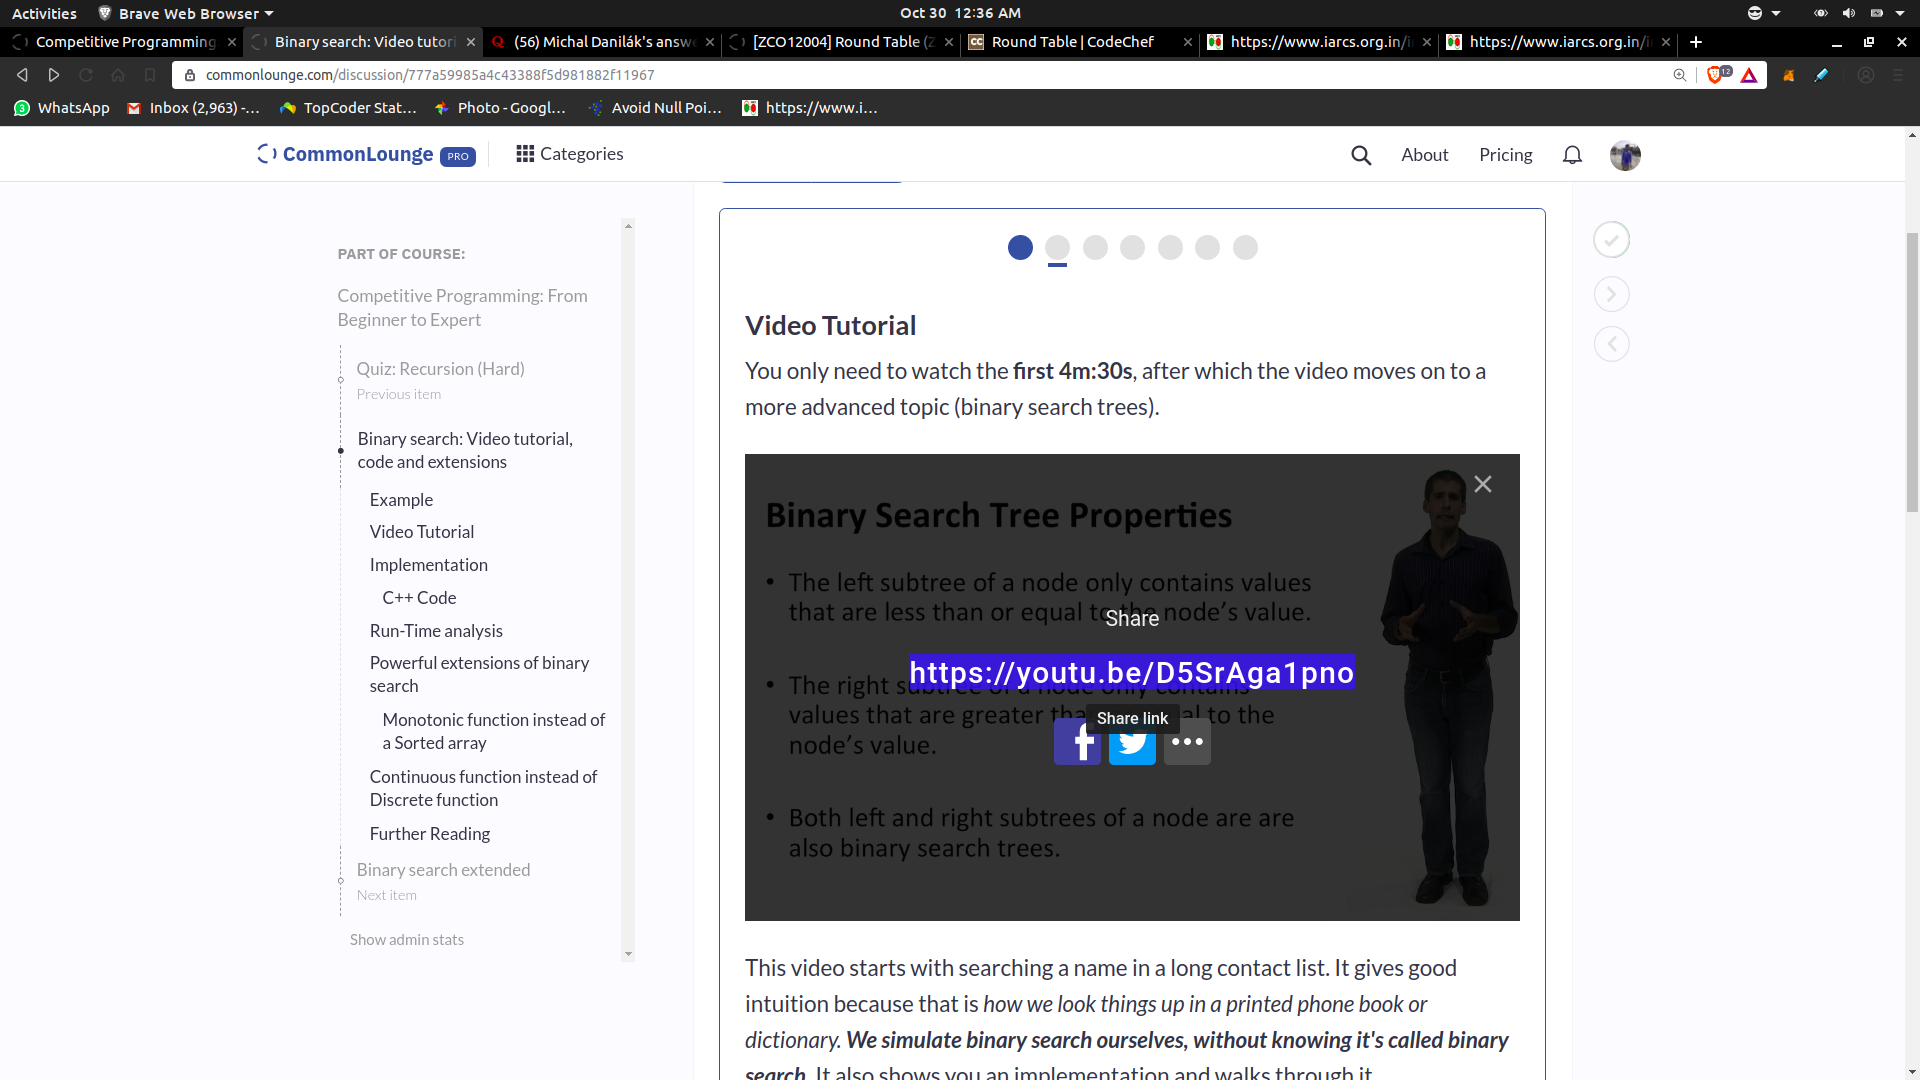 Activities
Brave Web Browser
Oct 30 12:36 AM
Competitive Programming
Binary search: Video tutori
(56) Michal Danilák's answ
[ZCO12004] Round Table (Z
CC Round Table | CodeChef
https://www.iarcs.org.in/i
https://www.iarcs.org.in/i
commonlounge.com/discussion/777a59985a4c43388f5d981882f11967
12
3 WhatsApp
Inbox (2,963) -…
TopCoder Stat…
Photo - Googl…
Avoid Null Poi…
https://www.i…
CommonLounge PRO
Categories
About
Pricing
PART OF COURSE:
Competitive Programming: From
Beginner to Expert
Quiz: Recursion (Hard)
Previous item
Binary search: Video tutorial,
code and extensions
Example
Video Tutorial
Implementation
C++ Code
Run-Time analysis
Powerful extensions of binary
search
Monotonic function instead of
a Sorted array
Continuous function instead of
Discrete function
Further Reading
Binary search extended
Next item
Show admin stats
Video Tutorial
You only need to watch the first 4m:30s, after which the video moves on to a
more advanced topic (binary search trees).
Binary Search Tree Properties
• The left subtree of a node only contains values
that are less than or equal to the node's value.
Share
https://youtu.be/D5SrAga1pno
• The right subtree of a node only contains
values that are greater than equal to the
node's value.
Share link
• Both left and right subtrees of a node are are
also binary search trees.
This video starts with searching a name in a long contact list. It gives good
intuition because that is how we look things up in a printed phone book or
dictionary. We simulate binary search ourselves, without knowing it's called binary
search. It also shows you an implementation and walks through it.